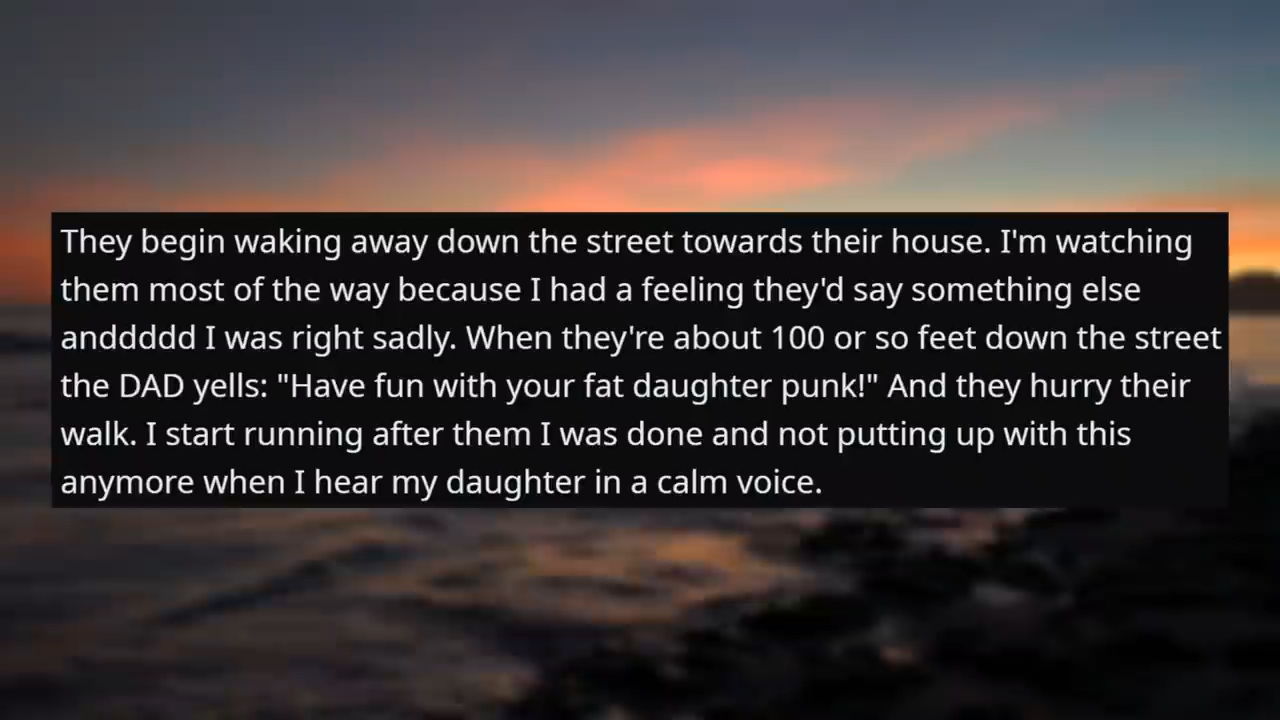 They begin waking away down the street towards their house. I'm watching
them most of the way because I had a feeling they'd say something else
anddddd I was right sadly. When they're about 100 or so feet down the street
the DAD yells: "Have fun with your fat daughter punk!" And they hurry their
walk. I start running after them I was done and not putting up with this
anymore when I hear my daughter in a calm voice.